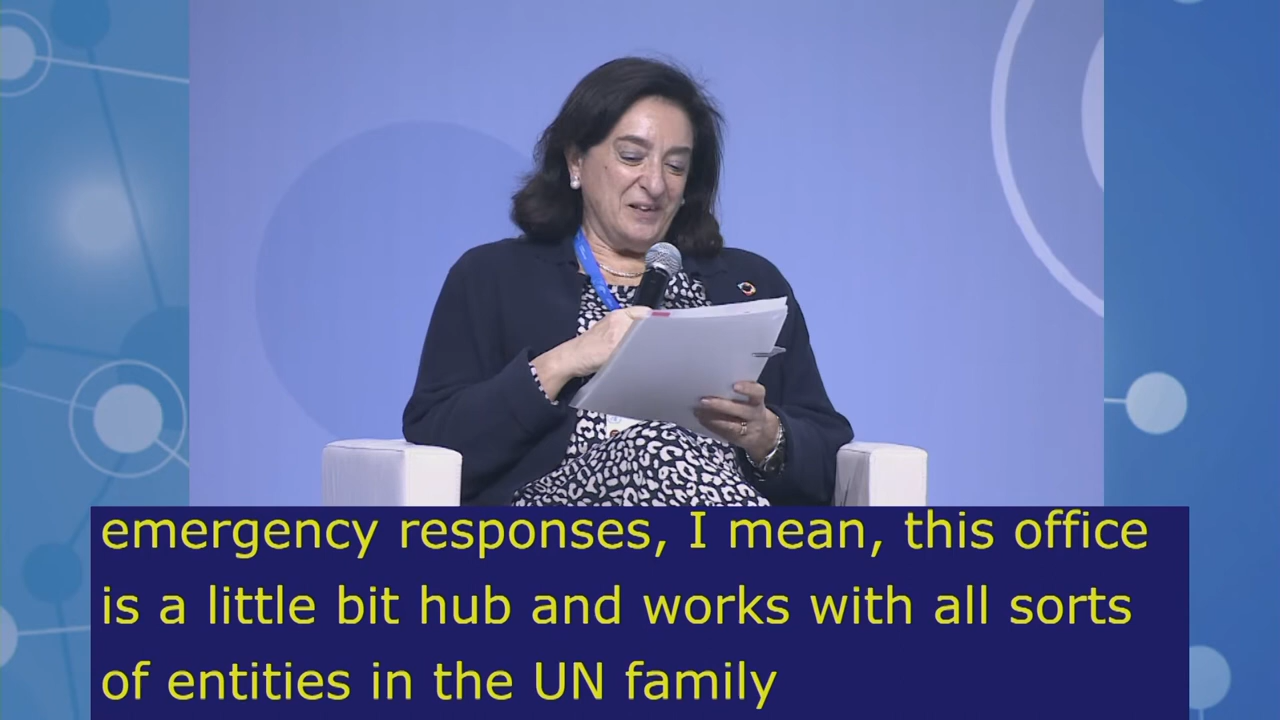 emergency responses, I mean, this office
is a little bit hub and works with all sorts
of entities in the UN family